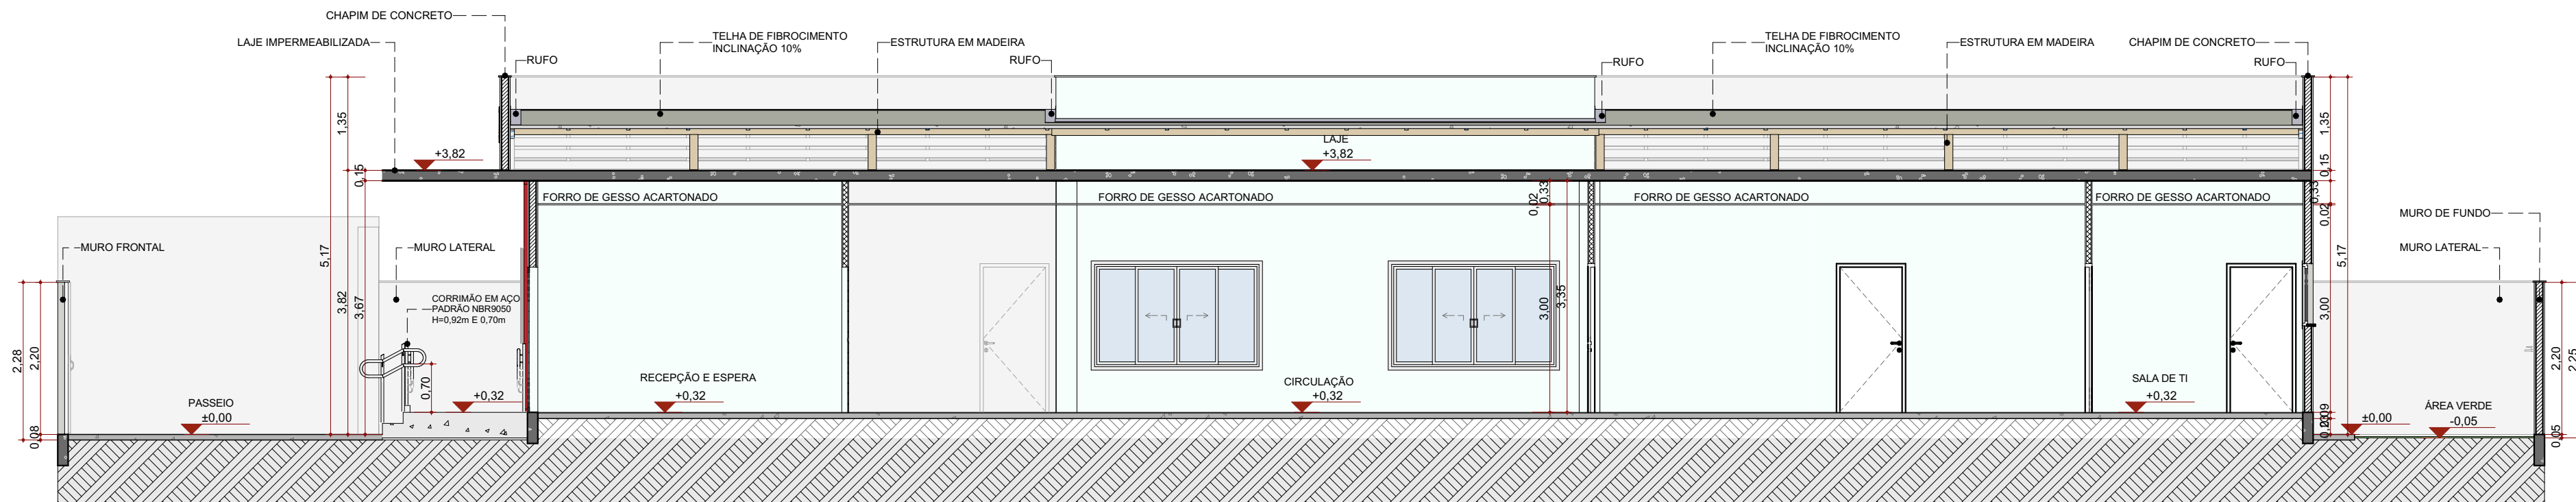 CHAPIM DE CONCRETO
LAJE IMPERMEABILIZADA
TELHA DE FIBROCIMENTO
INCLINAÇÃO 10%
ESTRUTURA EM MADEIRA
RUFO
RUFO
TELHA DE FIBROCIMENTO
INCLINAÇÃO 10%
ESTRUTURA EM MADEIRA
CHAPIM DE CONCRETO
RUFO
RUFO
1,35
+3,82
0,15
LAJE
+3,82
1,35
0,15
FORRO DE GESSO ACARTONADO
FORRO DE GESSO ACARTONADO
FORRO DE GESSO ACARTONADO
FORRO DE GESSO ACARTONADO
0,02
0,33
0,33
0,02
MURO FRONTAL
MURO LATERAL
MURO DE FUNDO
MURO LATERAL
5,17
3,82
3,67
5,17
CORRIMÃO EM AÇO
PADRÃO NBR9050
H=0,92m E 0,70m
3,00
3,35
3,00
2,28
2,20
2,20
2,25
0,70
RECEPÇÃO E ESPERA
+0,32
CIRCULAÇÃO
+0,32
SALA DE TI
+0,32
+0,32
PASSEIO
±0,00
±0,00
ÁREA VERDE
-0,05
0,08
0,05